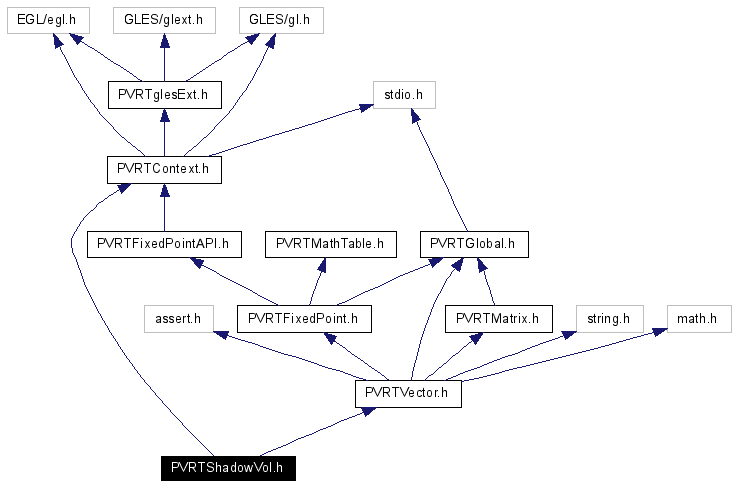 EGL/egl.h
GLES/glext.h
GLES/gl.h
PVRTglesExt.h
stdio.h
PVRTContext.h
PVRTFixedPointAPI.h
PVRTMathTable.h
PVRTGlobal.h
assert.h
PVRTFixedPoint.h
PVRTMatrix.h
string.h
math.h
PVRTVector.h
PVRTShadowVol.h